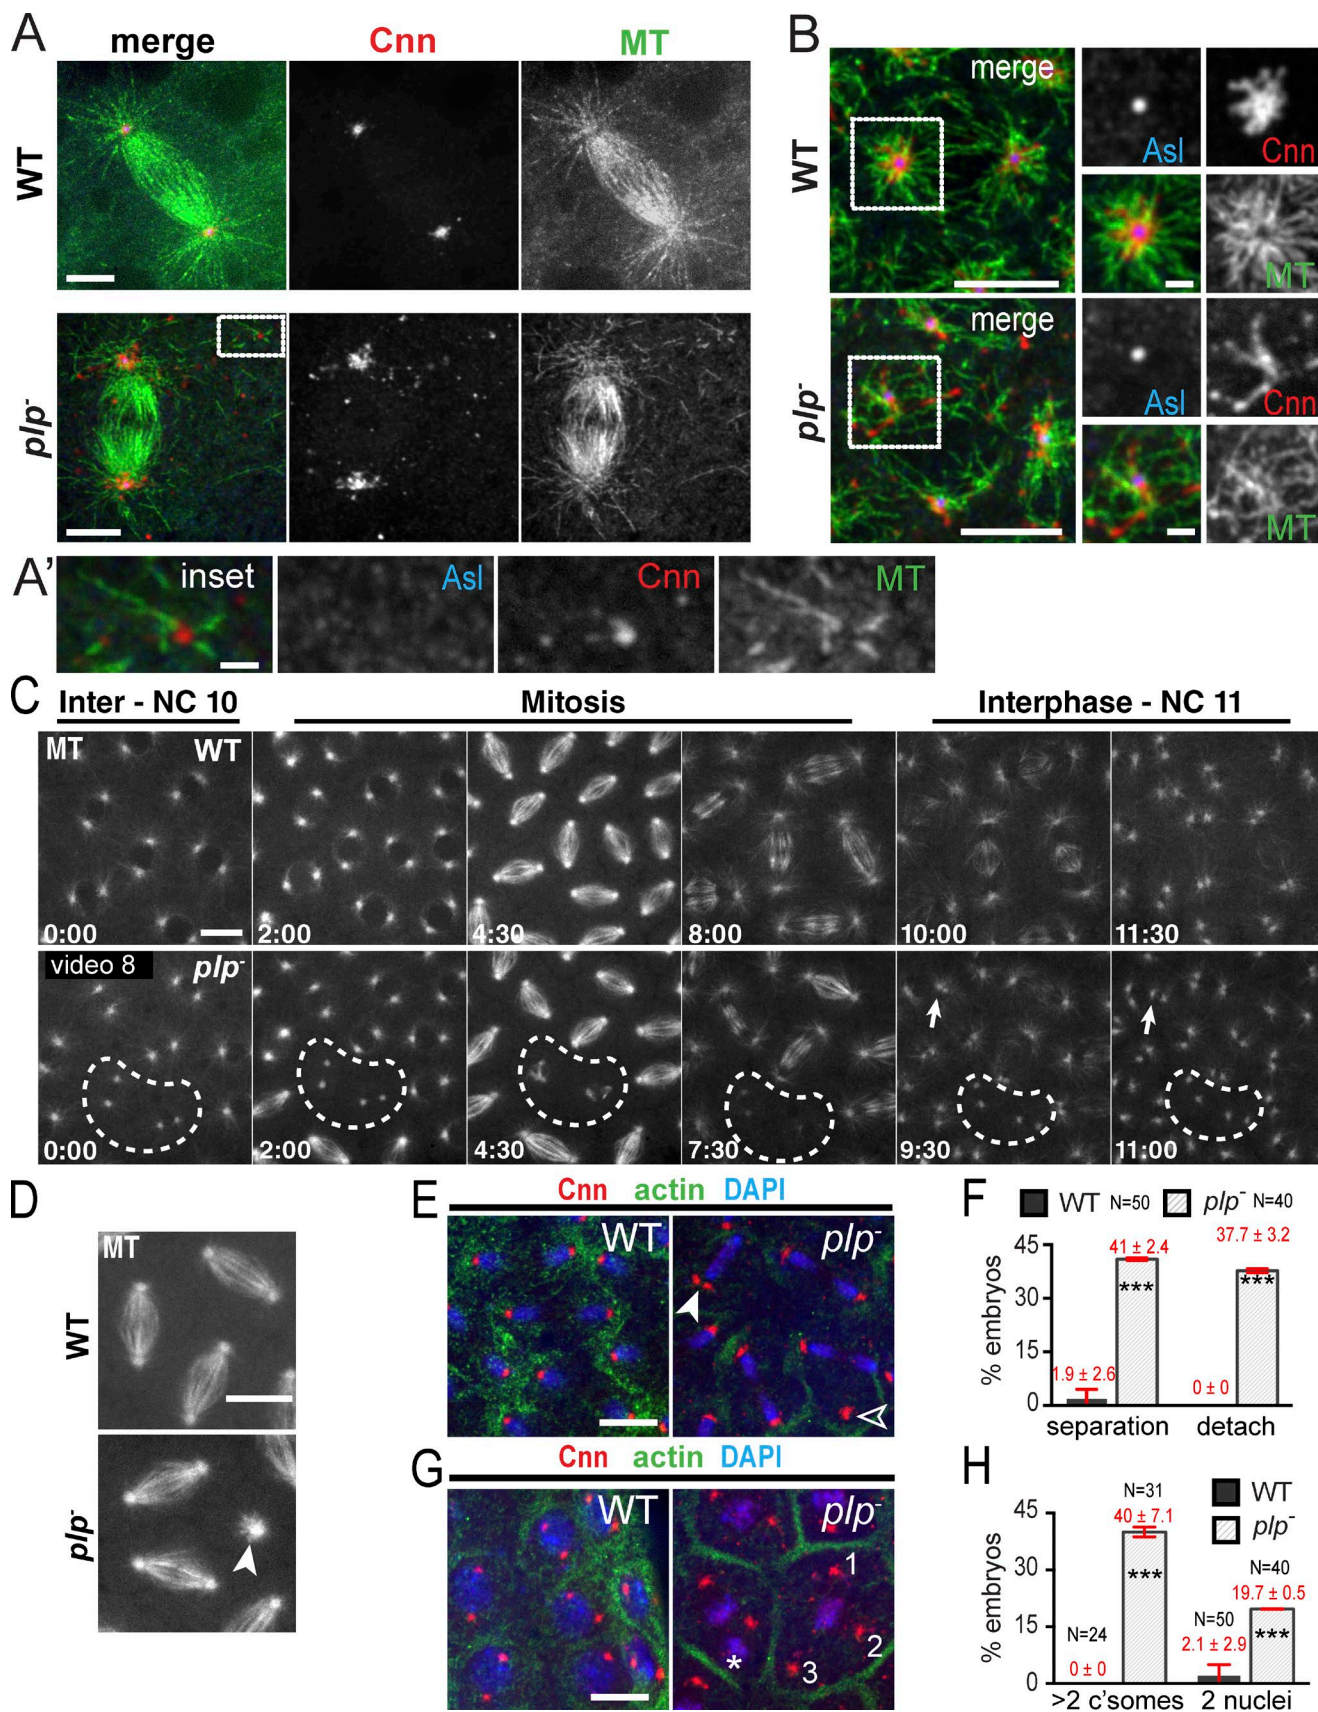 A
merge
Cnn
MT
WT
plp-
B
merge
Asl
Cnn
WT
MT
merge
Asl
Cnn
plp-
MT
A'
inset
Asl
Cnn
MT
C
Inter - NC 10
Mitosis
Interphase - NC 11
MT
WT
0:00
2:00
4:30
8:00
10:00
11:30
video 8
plp-
0:00
2:00
4:30
7:30
9:30
11:00
D
MT
WT
plp-
E
Cnn actin DAPI
WT
plp-
F
WT N=50 plp- N=40
45
30
15
0
% embryos
1.9 ± 2.6
41 ± 2.4
***
0 ± 0
37.7 ± 3.2
***
separation detach
G
Cnn actin DAPI
WT
plp-
1
2
3
*
H
WT
plp-
45
30
15
0
% embryos
N=24
0 ± 0
N=31
40 ± 7.1
***
N=50
2.1 ± 2.9
N=40
19.7 ± 0.5
***
>2 c'somes 2 nuclei